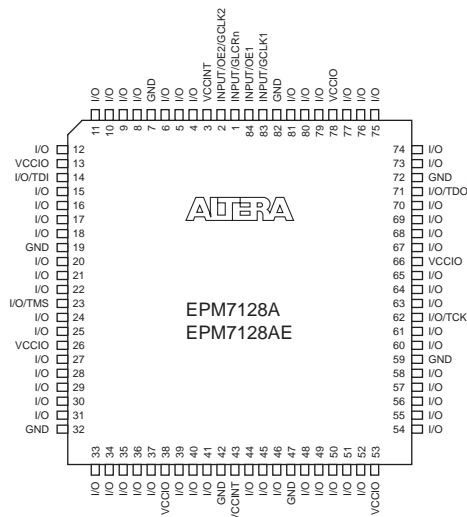 I/O I/O I/O I/O GND I/O I/O I/O VCCINT INPUT/OE2/GCLK2 INPUT/GLCRn INPUT/OE1 INPUT/GCLK1 GND I/O I/O I/O VCCIO I/O I/O I/O
11 10 9 8 7 6 5 4 3 2 1 84 83 82 81 80 79 78 77 76 75
I/O 12
VCCIO 13
I/O/TDI 14
I/O 15
I/O 16
I/O 17
I/O 18
GND 19
I/O 20
I/O 21
I/O 22
I/O/TMS 23
I/O 24
I/O 25
VCCIO 26
I/O 27
I/O 28
I/O 29
I/O 30
I/O 31
GND 32
ALTERA
EPM7128A
EPM7128AE
74 I/O
73 I/O
72 GND
71 I/O/TDO
70 I/O
69 I/O
68 I/O
67 I/O
66 VCCIO
65 I/O
64 I/O
63 I/O
62 I/O/TCK
61 I/O
60 I/O
59 GND
58 I/O
57 I/O
56 I/O
55 I/O
54 I/O
33 34 35 36 37 38 39 40 41 42 43 44 45 46 47 48 49 50 51 52 53
I/O I/O I/O I/O I/O VCCIO I/O I/O I/O GND /CCINT I/O I/O I/O GND I/O I/O I/O I/O I/O VCCIO